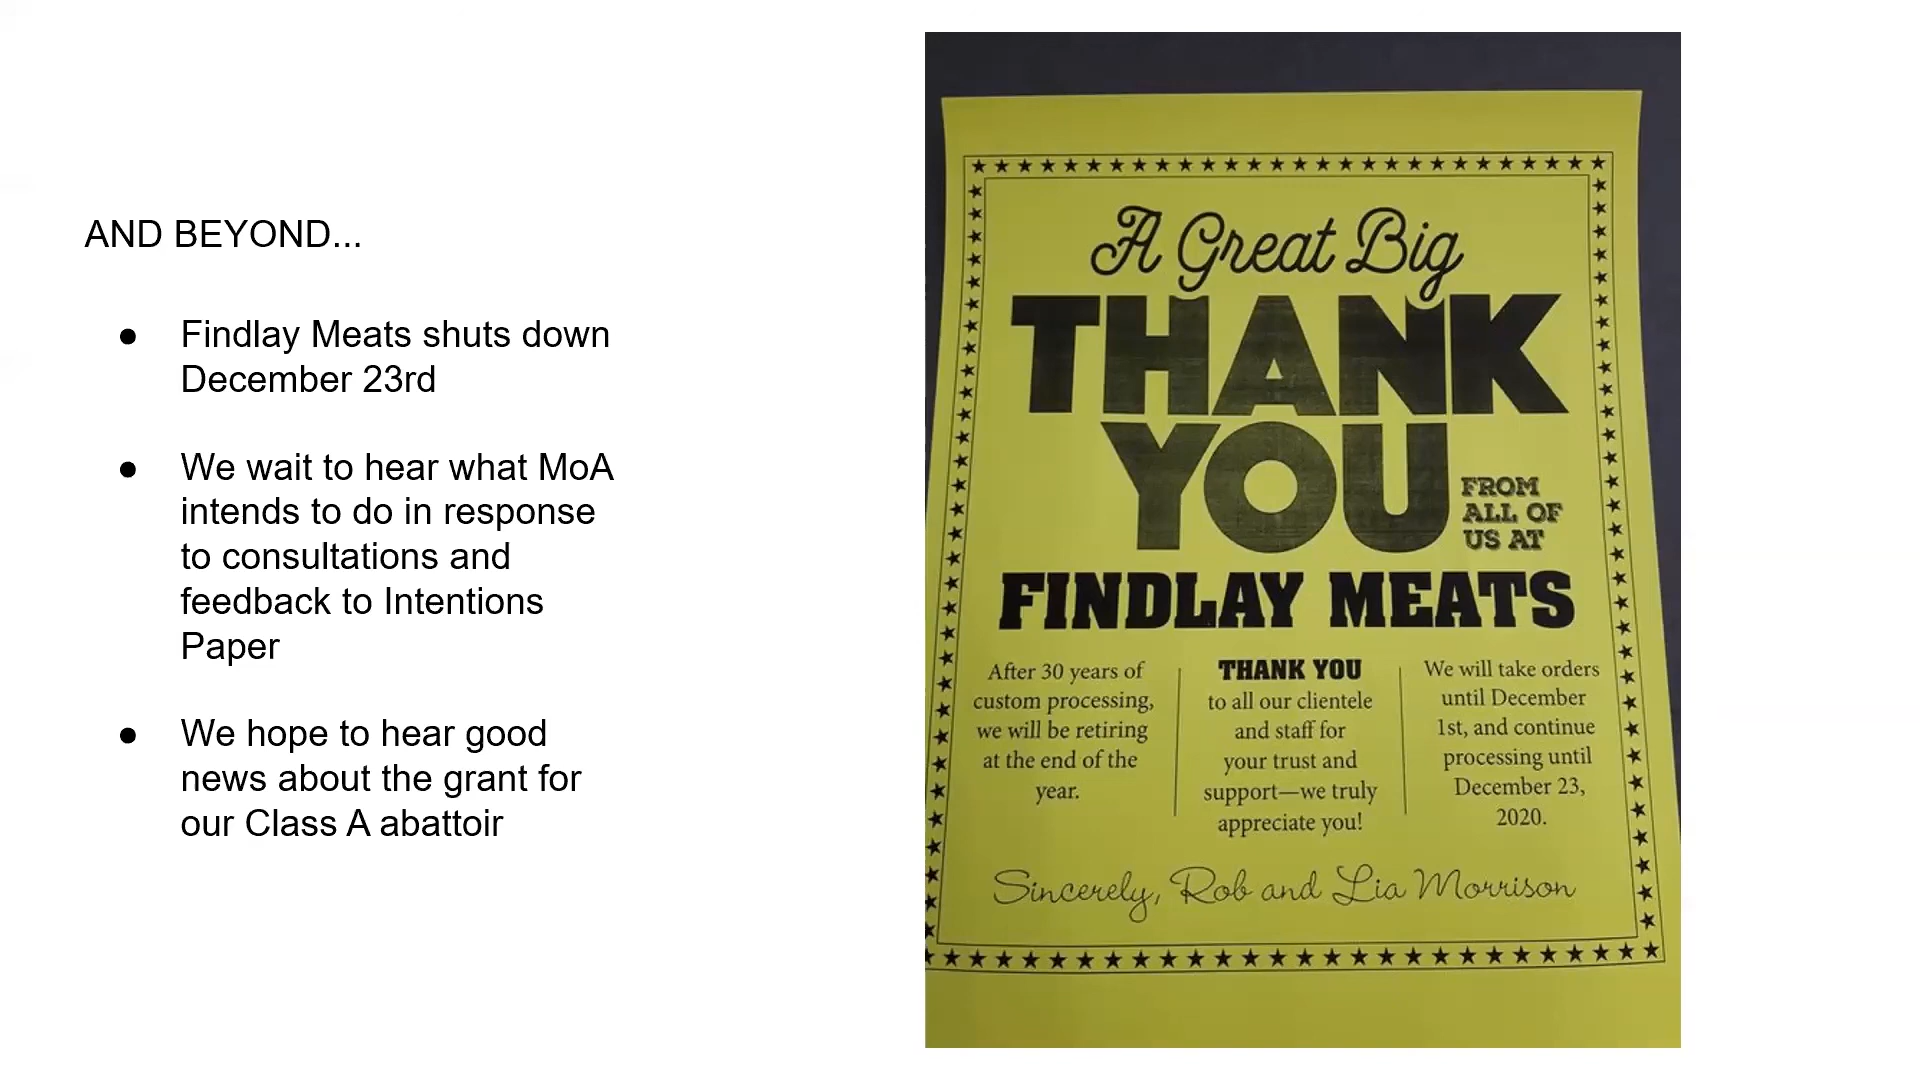 AND BEYOND...
● Findlay Meats shuts down
December 23rd
● We wait to hear what MoA
intends to do in response
to consultations and
feedback to Intentions
Paper
● We hope to hear good
news about the grant for
our Class A abattoir
A Great Big
THANK
YOU
FROM
ALL OF
US AT
FINDLAY MEATS
After 30 years of
custom processing,
we will be retiring
at the end of the
year.
THANK YOU
to all our clientele
and staff for
your trust and
support—we truly
appreciate you!
We will take orders
until December
1st, and continue
processing until
December 23,
2020.
Sincerely, Rob and Lia Morrison